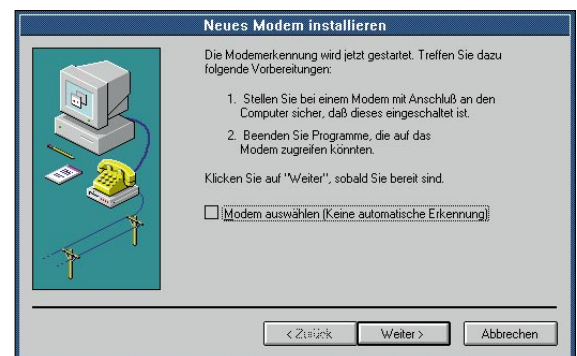 Neues Modem installieren
Die Modemerkennung wird jetzt gestartet. Treffen Sie dazu
folgende Vorbereitungen:
1. Stellen Sie bei einem Modem mit Anschluß an den
Computer sicher, daß dieses eingeschaltet ist.
2. Beenden Sie Programme, die auf das
Modem zugreifen könnten.
Klicken Sie auf "Weiter", sobald Sie bereit sind.
Modem auswählen (Keine automatische Erkennung)
< Zurück
Weiter >
Abbrechen